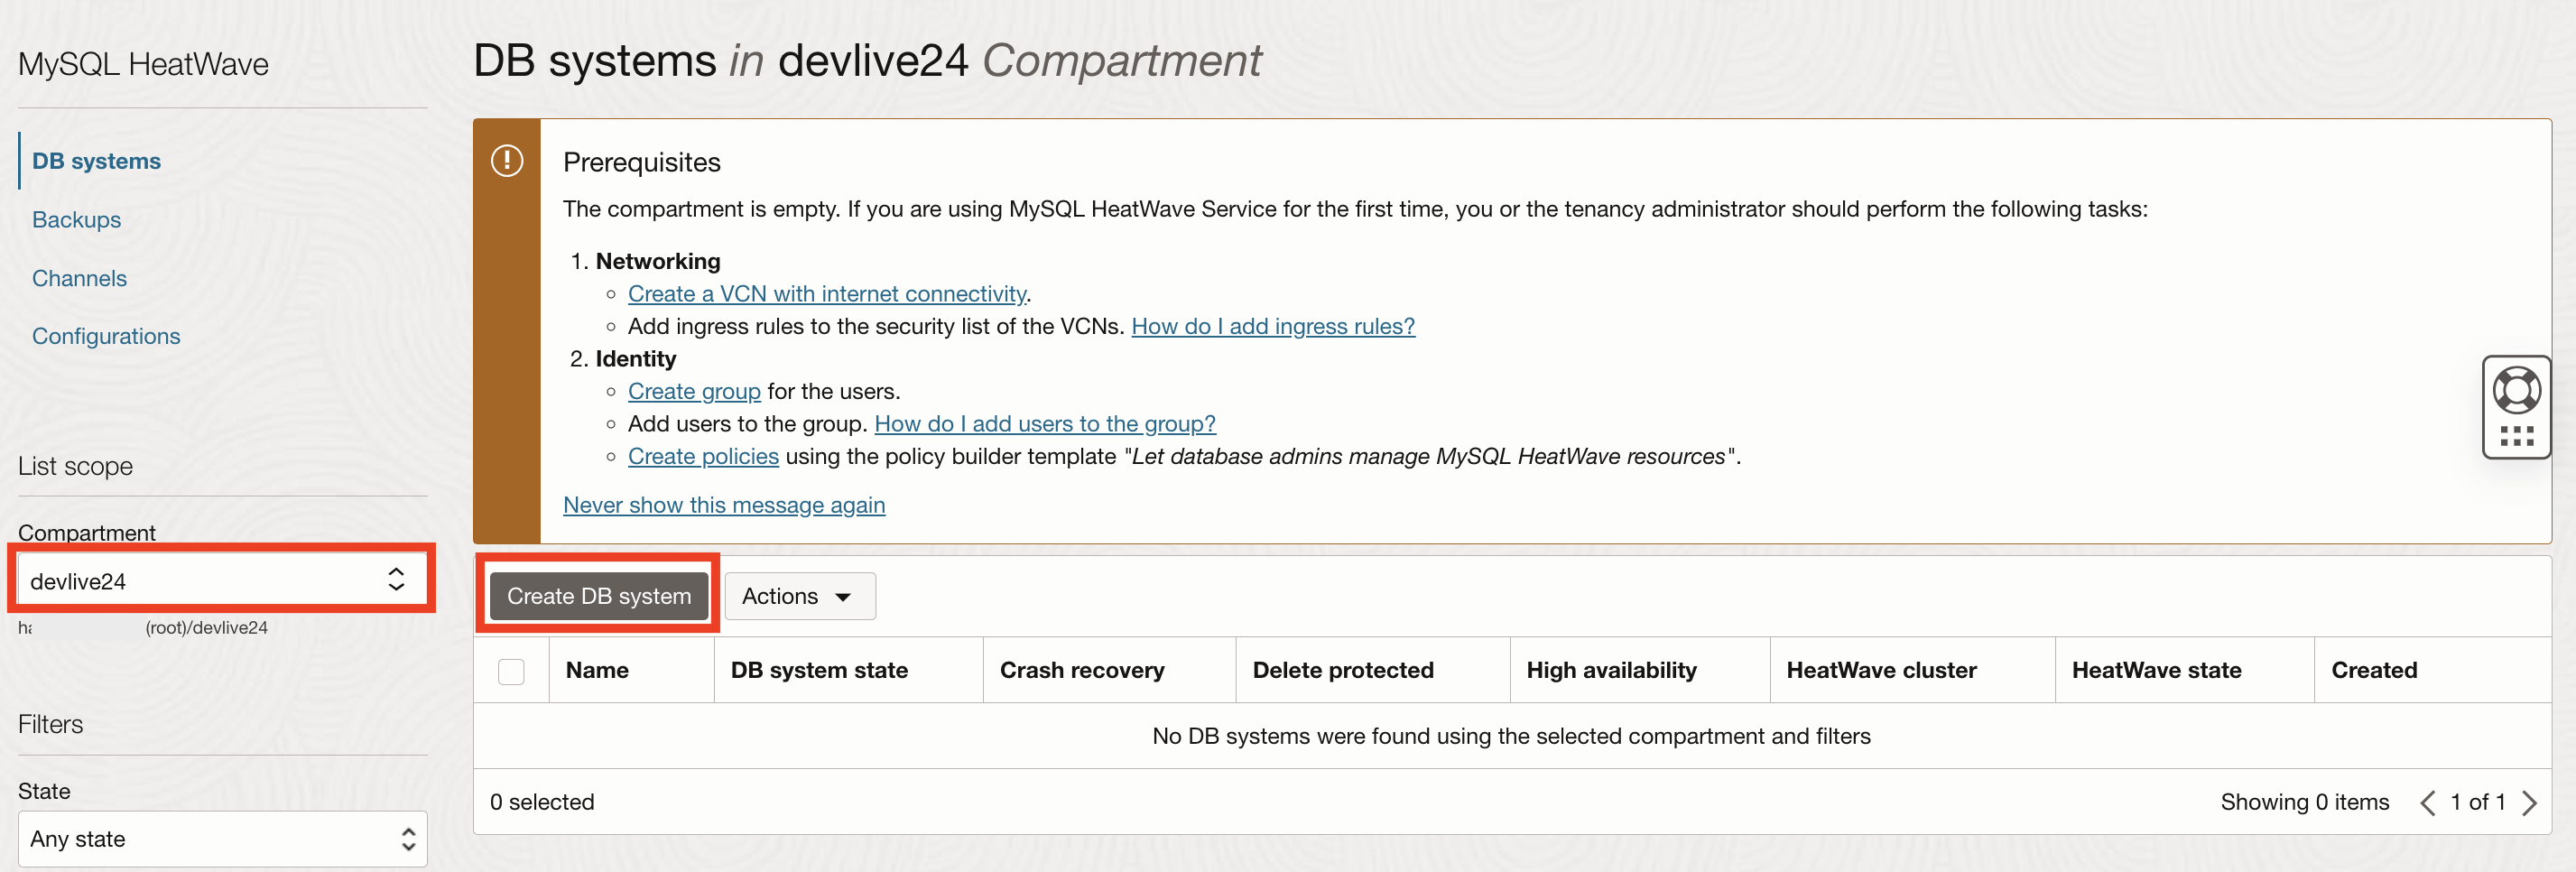 MySQL HeatWave
DB systems
Backups
Channels
Configurations
List scope
Compartment
devlive24
(root)/devlive24
Filters
State
Any state
DB systems in devlive24 Compartment
Prerequisites
The compartment is empty. If you are using MySQL HeatWave Service for the first time, you or the tenancy administrator should perform the following tasks:
1. Networking
Create a VCN with internet connectivity.
Add ingress rules to the security list of the VCNs. How do I add ingress rules?
2. Identity
Create group for the users.
Add users to the group. How do I add users to the group?
Create policies using the policy builder template "Let database admins manage MySQL HeatWave resources".
Never show this message again
Create DB system Actions
Name DB system state Crash recovery Delete protected High availability HeatWave cluster HeatWave state Created
No DB systems were found using the selected compartment and filters
0 selected Showing 0 items 1 of 1